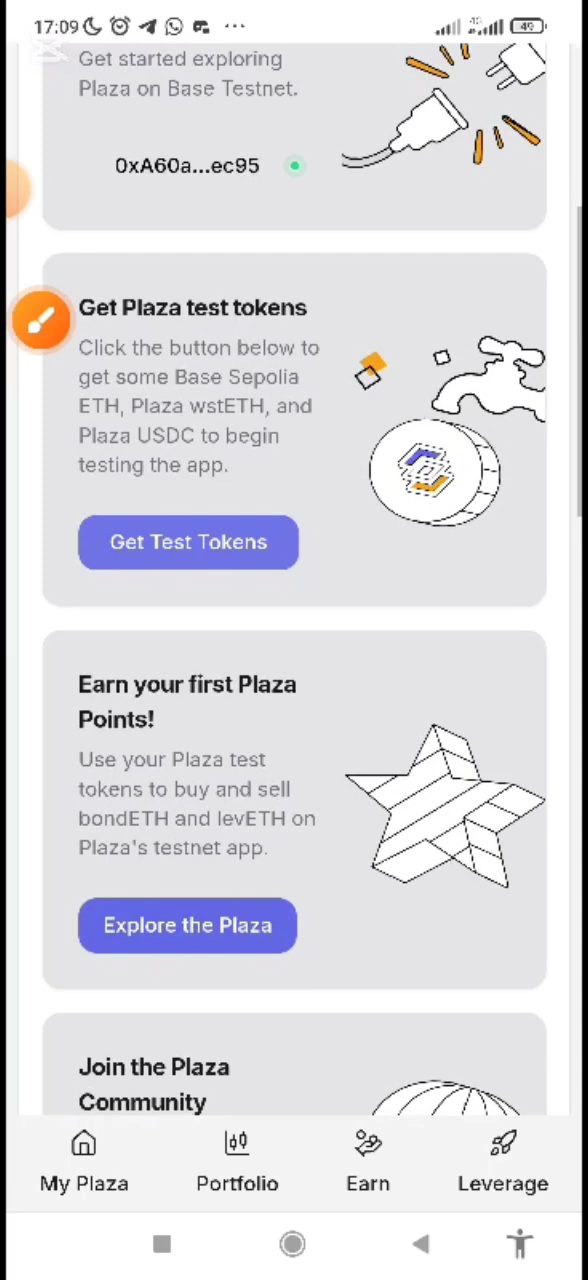 17:09
4G
49
Get started exploring
Plaza on Base Testnet.
0xA60a...ec95
Get Plaza test tokens
Click the button below to
get some Base Sepolia
ETH, Plaza wstETH, and
Plaza USDC to begin
testing the app.
Get Test Tokens
Earn your first Plaza
Points!
Use your Plaza test
tokens to buy and sell
bondETH and levETH on
Plaza's testnet app.
Explore the Plaza
Join the Plaza
Community
My Plaza Portfolio Earn Leverage